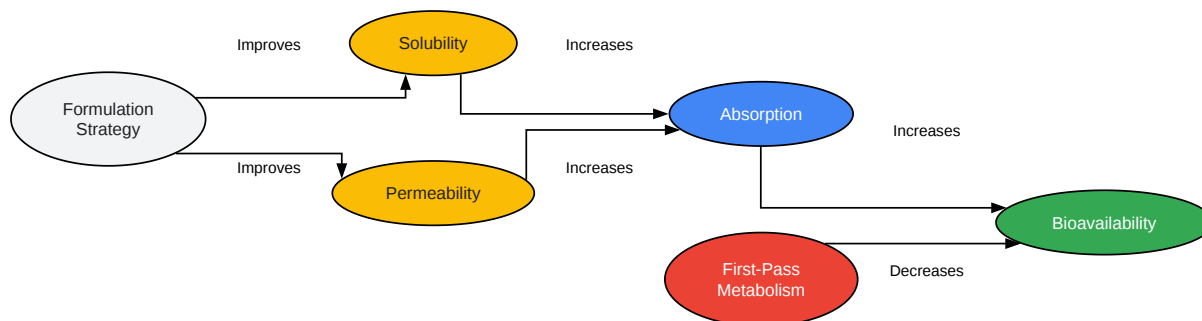 Improves
Solubility
Increases
Formulation
Strategy
Absorption
Increases
Improves
Permeability
Increases
Bioavailability
First-Pass
Metabolism
Decreases